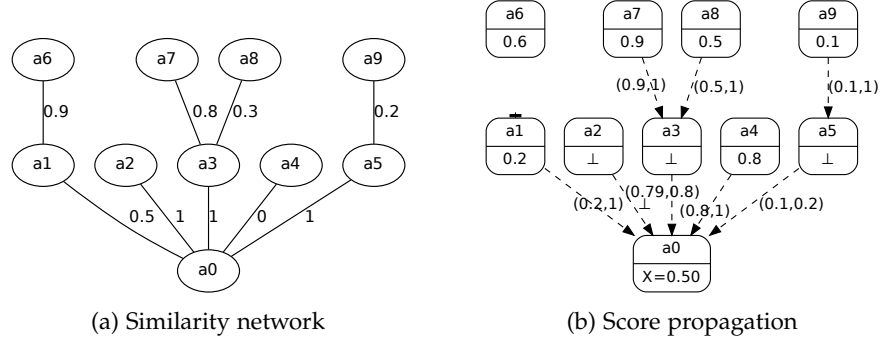 a6 a7 a8 a9
0.9 0.8 0.3 0.2
a1 a2 a3 a4 a5
0.5 1 1 0 1
a0
(a) Similarity network
a6 a7 a8 a9
0.6 0.9 0.5 0.1
(0.9,1) (0.5,1) (0.1,1)
a1 a2 a3 a4 a5
0.2 ⊥ ⊥ 0.8 ⊥
(0.2,1) ⊥ (0.79,0.8) (0.8,1) (0.1,0.2)
a0
X=0.50
(b) Score propagation